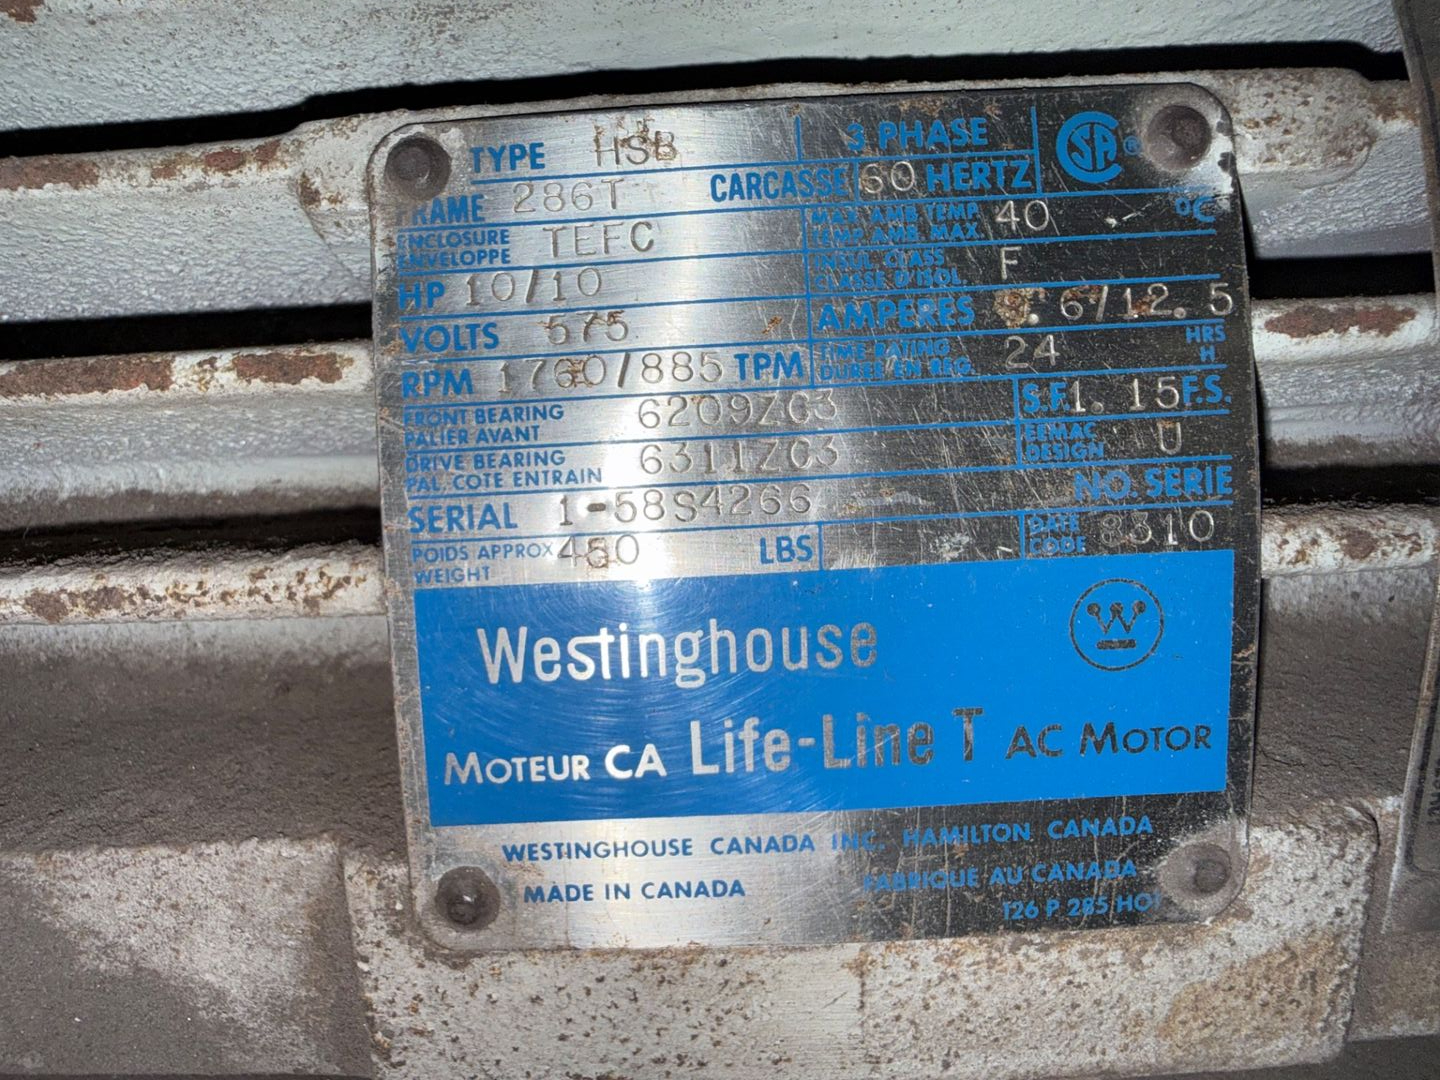 TYPE HSB 3 PHASE CSA ®
FRAME 286T CARCASSE 60 HERTZ
ENCLOSURE ENVELOPPE TEFC MAX. AMB. TEMP. TEMP. AMB. MAX. 40 °C
HP 10/10 INSUL. CLASS CLASSE D'ISOL. F
VOLTS 575 AMPERES .6/12.5
RPM 1760/885 TPM TIME RATING DURÉE EN REG. 24 HRS H
FRONT BEARING PALIER AVANT 6209ZC3 S.F. 1.15 F.S.
DRIVE BEARING PAL. COTE ENTRAIN 6311ZC3 EEMAC DESIGN U
SERIAL 1-58S4266 NO. SERIE
POIDS APPROX WEIGHT 480 LBS DATE CODE 8310
Westinghouse W
MOTEUR CA Life-Line T AC MOTOR
WESTINGHOUSE CANADA INC. HAMILTON CANADA
MADE IN CANADA FABRIQUE AU CANADA
126 P 285 HO1